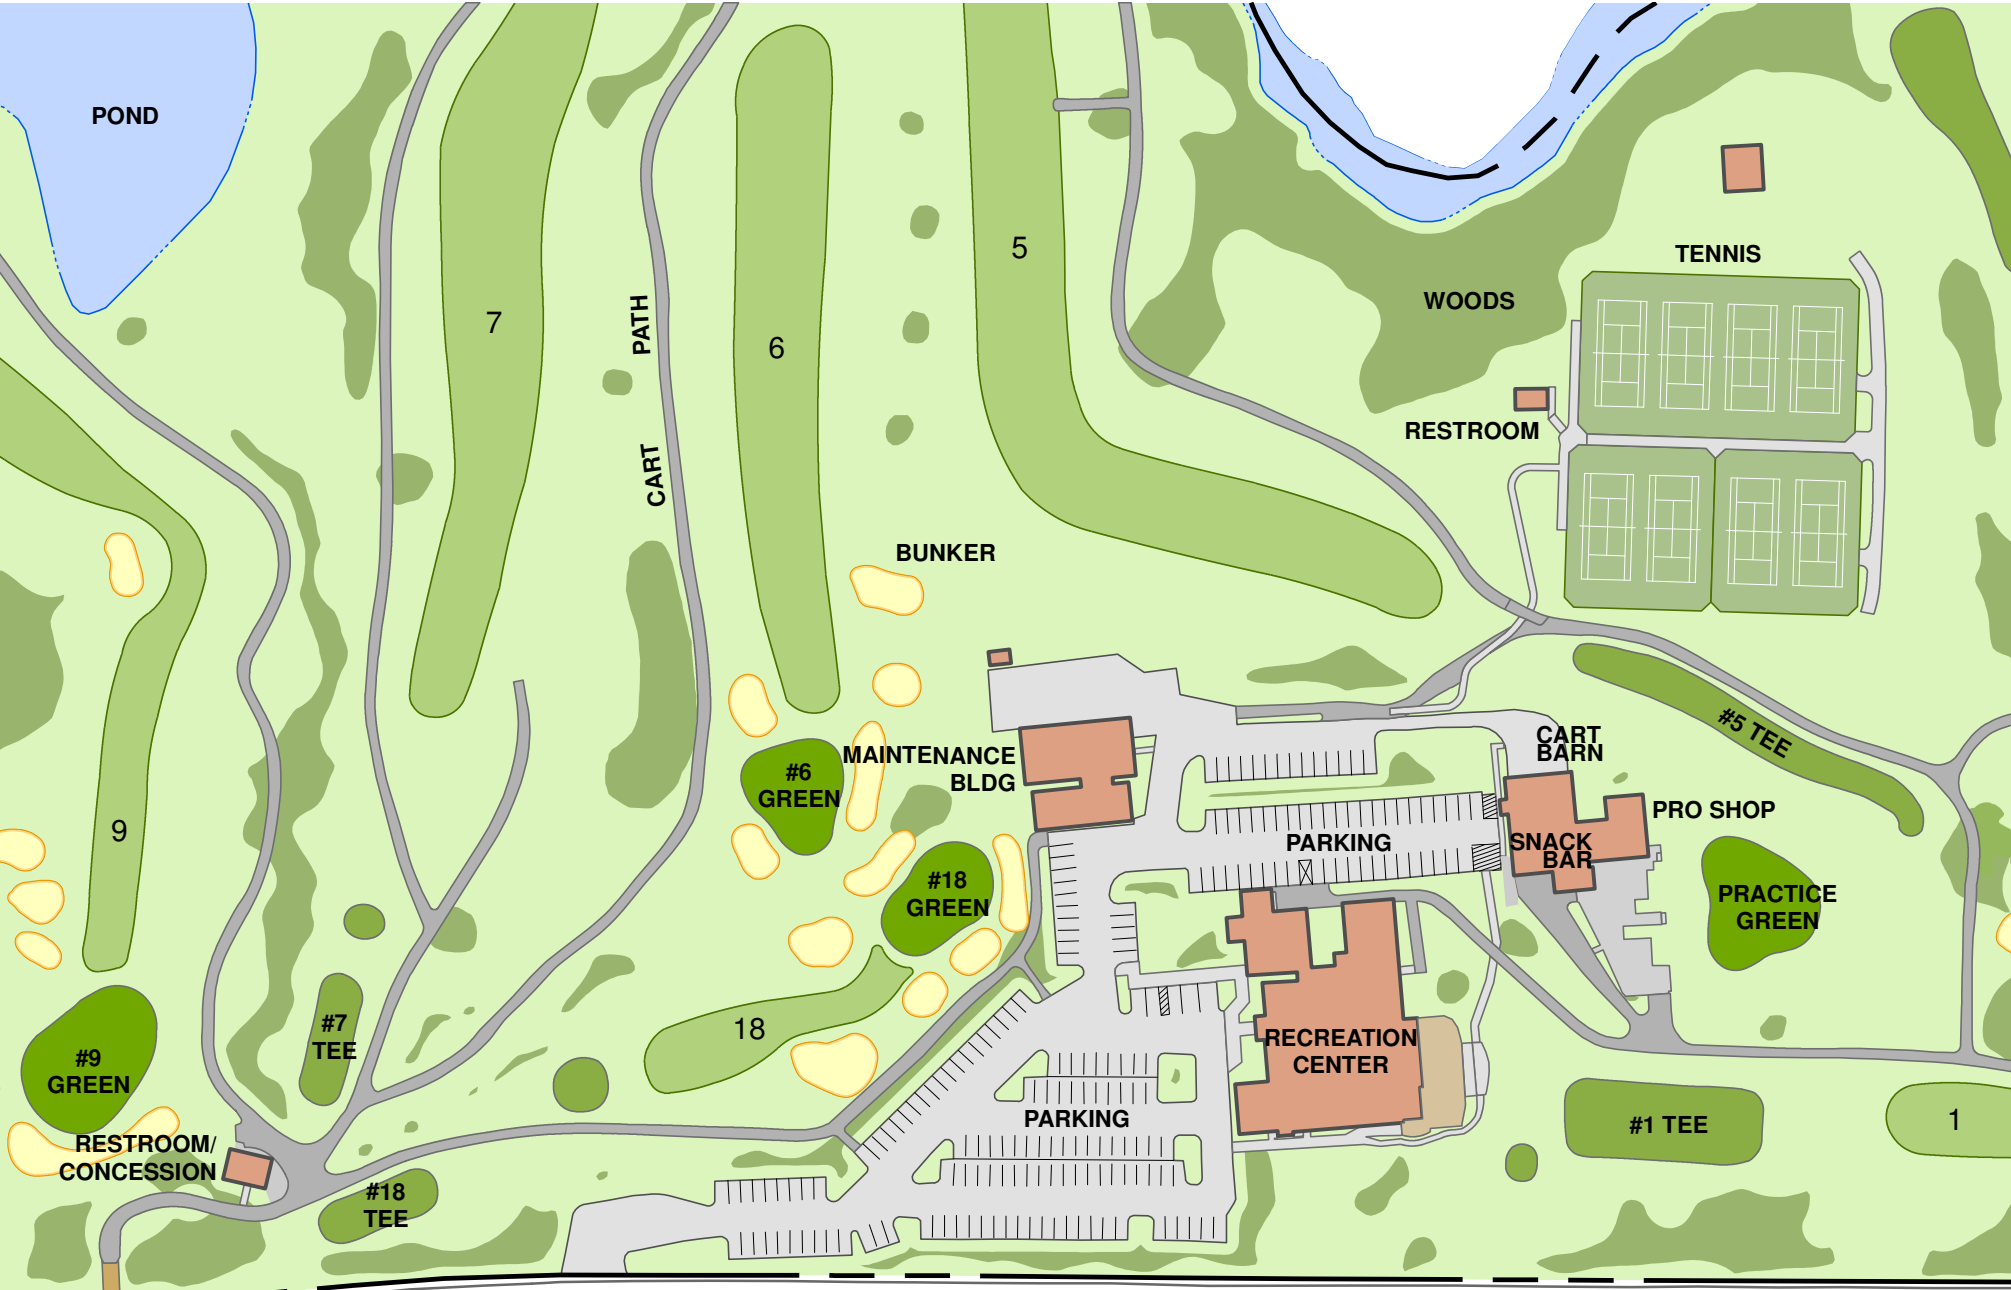 POND
TENNIS
5
WOODS
7
PATH
6
RESTROOM
CART
BUNKER
#5 TEE
CART
BARN
MAINTENANCE
BLDG
#6
GREEN
PRO SHOP
9
PARKING
SNACK
BAR
#18
GREEN
PRACTICE
GREEN
#7
TEE
18
RECREATION
CENTER
#9
GREEN
PARKING
#1 TEE
1
RESTROOM/
CONCESSION
#18
TEE